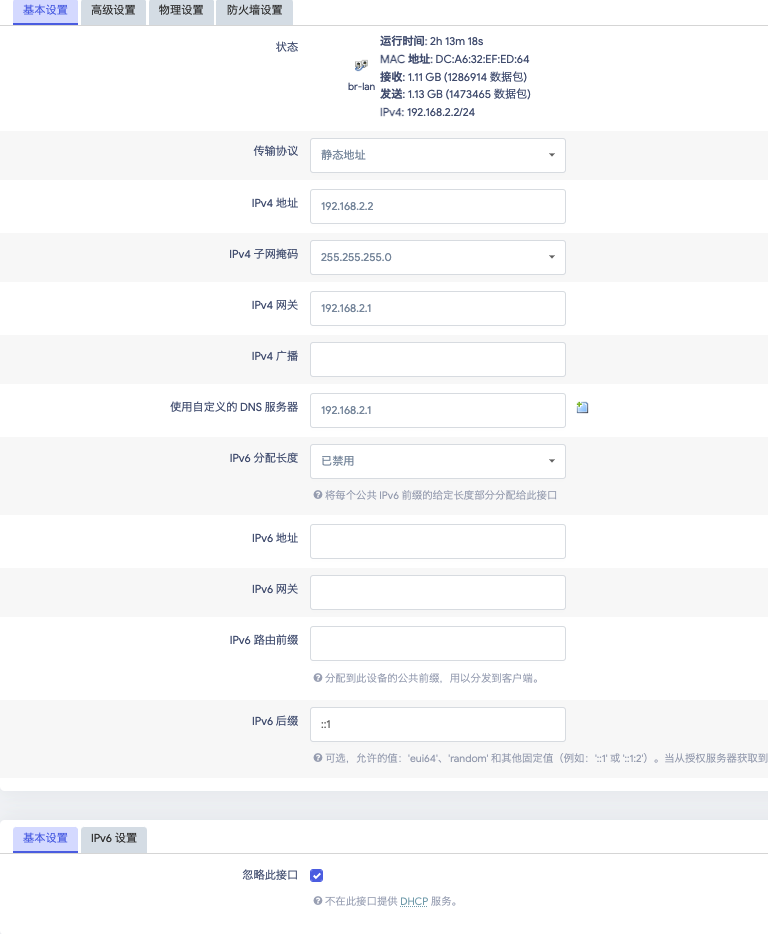 基本设置 高级设置 物理设置 防火墙设置
状态
br-lan
运行时间: 2h 13m 18s
MAC 地址: DC:A6:32:EF:ED:64
接收: 1.11 GB (1286914 数据包)
发送: 1.13 GB (1473465 数据包)
IPv4: 192.168.2.2/24
传输协议 静态地址
IPv4 地址 192.168.2.2
IPv4 子网掩码 255.255.255.0
IPv4 网关 192.168.2.1
IPv4 广播
使用自定义的 DNS 服务器 192.168.2.1
IPv6 分配长度 已禁用
将每个公共 IPv6 前缀的给定长度部分分配给此接口
IPv6 地址
IPv6 网关
IPv6 路由前缀
分配到此设备的公共前缀，用以分发到客户端。
IPv6 后缀 ::1
可选，允许的值：'eui64'、'random' 和其他固定值（例如：'::1' 或 '::1:2'）。当从授权服务器获取到
基本设置 IPv6 设置
忽略此接口
不在此接口提供 DHCP 服务。